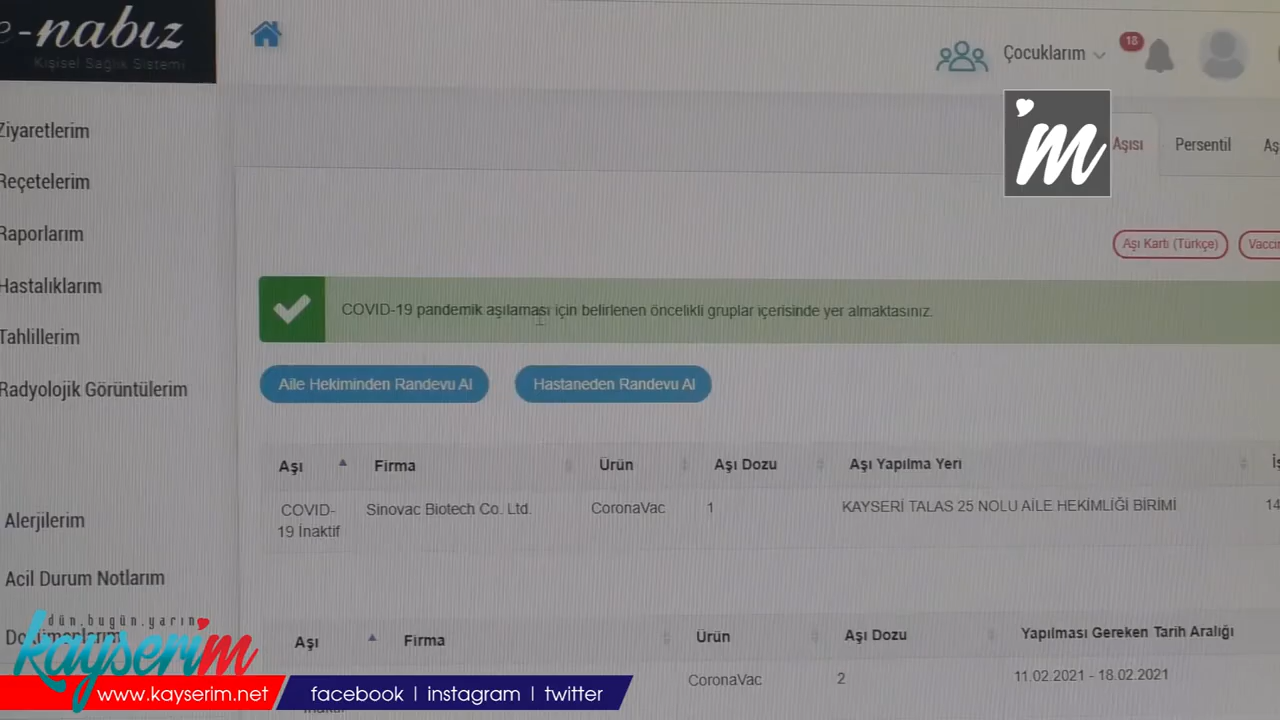 e-nabız
Kişisel Sağlık Sistemi
Çocuklarım
18
'm
Aşısı
Persentil
Ziyaretlerim
Reçetelerim
Raporlarım
Hastalıklarım
Tahlillerim
Radyolojik Görüntülerim
Alerjilerim
Acil Durum Notlarım
Dokümanlarım
Aşı Kartı (Türkçe)
COVID-19 pandemik aşılaması için belirlenen öncelikli gruplar içerisinde yer almaktasınız.
Aile Hekiminden Randevu Al
Hastaneden Randevu Al
Aşı Firma Ürün Aşı Dozu Aşı Yapılma Yeri
COVID- Sinovac Biotech Co. Ltd. CoronaVac 1 KAYSERİ TALAS 25 NOLU AİLE HEKİMLİĞİ BİRİMİ 14
19 İnaktif
Aşı Firma Ürün Aşı Dozu Yapılması Gereken Tarih Aralığı
CoronaVac 2 11.02.2021 - 18.02.2021
dün.bugün.yarın
kayserim
www.kayserim.net
facebook | instagram | twitter